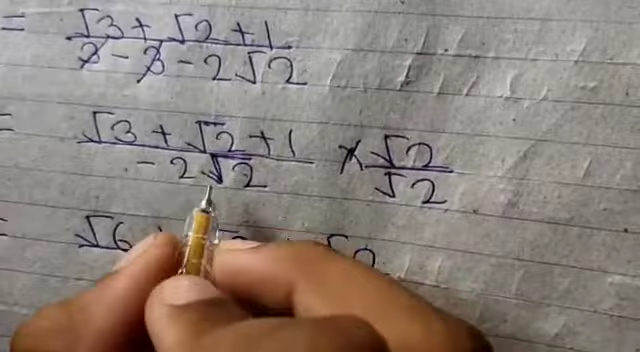 = √3 + √2 + 1 / 3 - 3 - 2√2
= √3 + √2 + 1 / -2√2 × √2 / √2
= √6 +